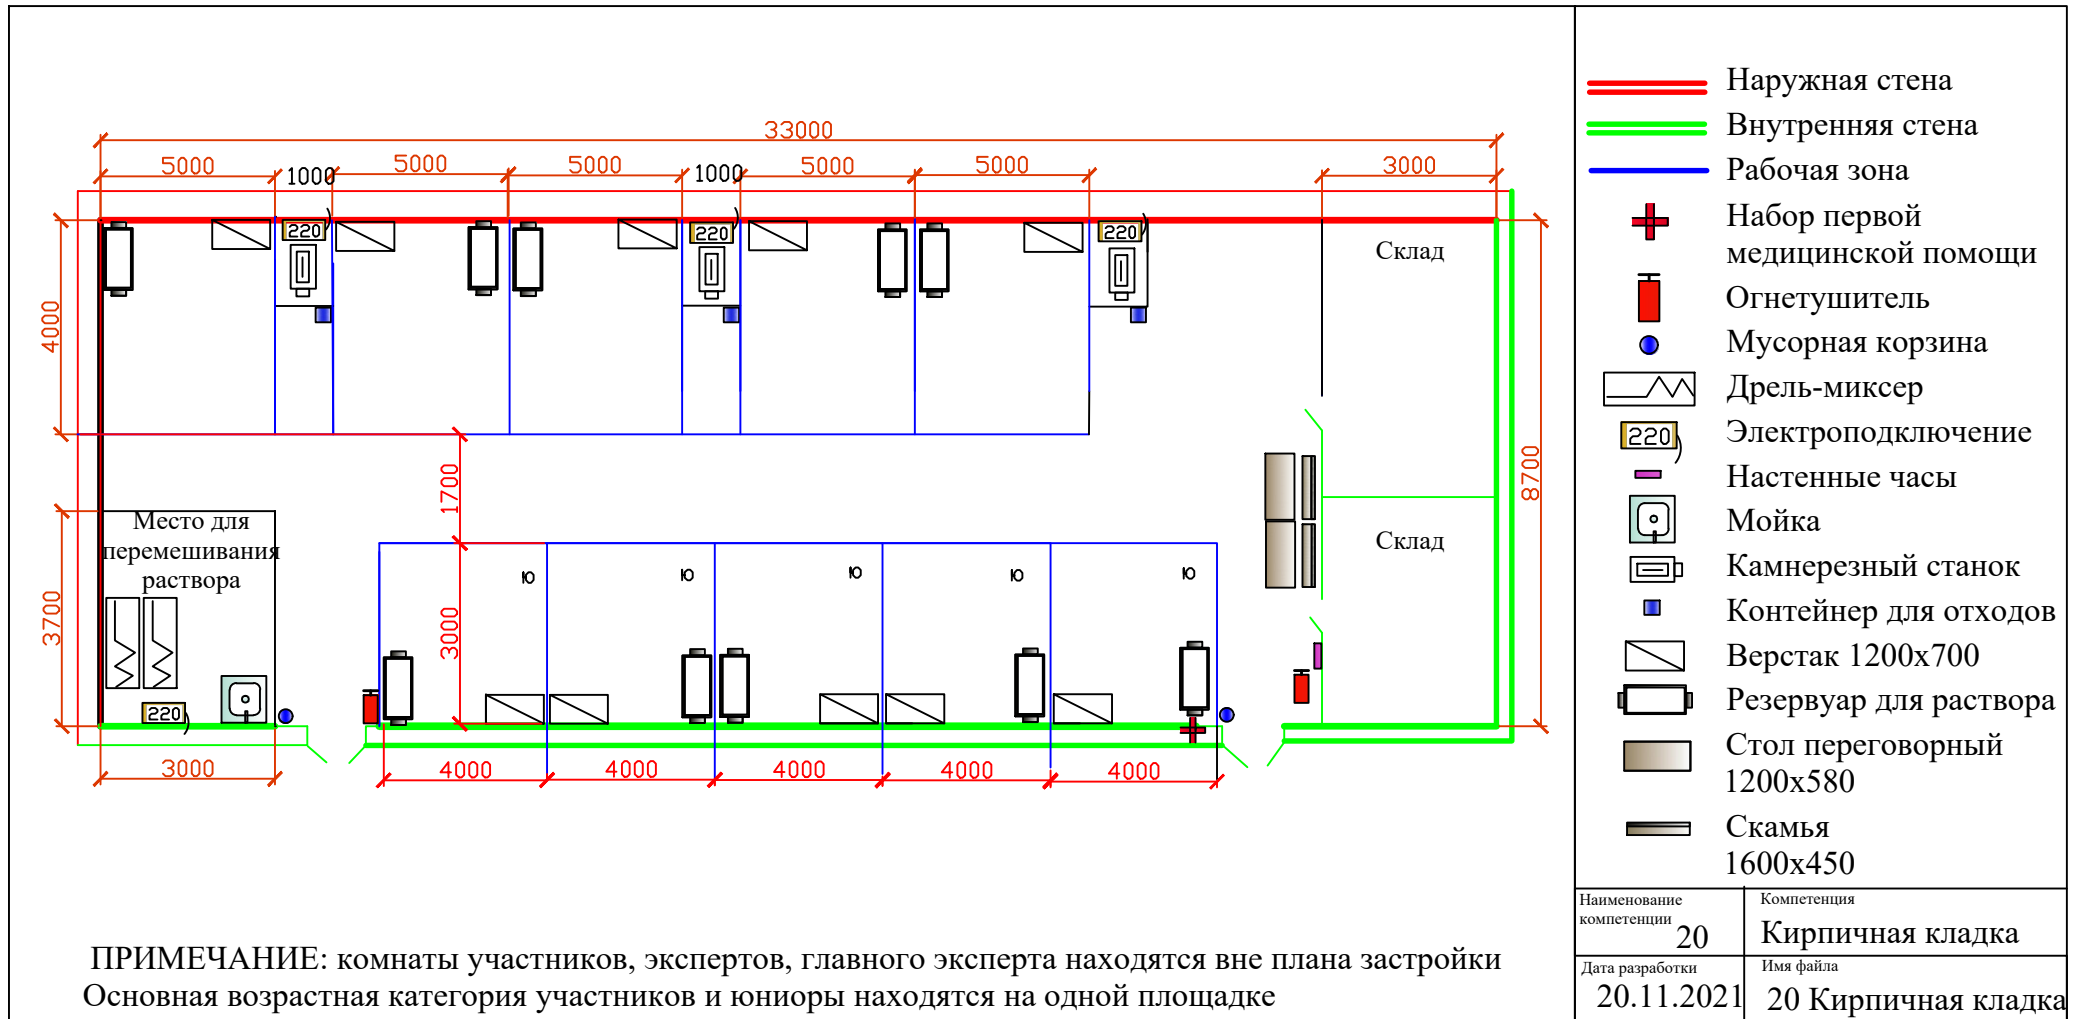 33000
5000
1000
5000
5000
1000
5000
5000
3000
220
220
220
Склад
4000
8700
1700
Место для
перемешивания
раствора
Склад
Ю
Ю
Ю
Ю
Ю
3700
3000
220
3000
4000
4000
4000
4000
4000
ПРИМЕЧАНИЕ: комнаты участников, экспертов, главного эксперта находятся вне плана застройки
Основная возрастная категория участников и юниоры находятся на одной площадке
Наружная стена
Внутренняя стена
Рабочая зона
Набор первой
медицинской помощи
Огнетушитель
Мусорная корзина
Дрель-миксер
220
Электроподключение
Настенные часы
Мойка
Камнерезный станок
Контейнер для отходов
Верстак 1200х700
Резервуар для раствора
Стол переговорный
1200х580
Скамья
1600х450
Наименование
компетенции 20
Компетенция
Кирпичная кладка
Дата разработки
20.11.2021
Имя файла
20 Кирпичная кладка